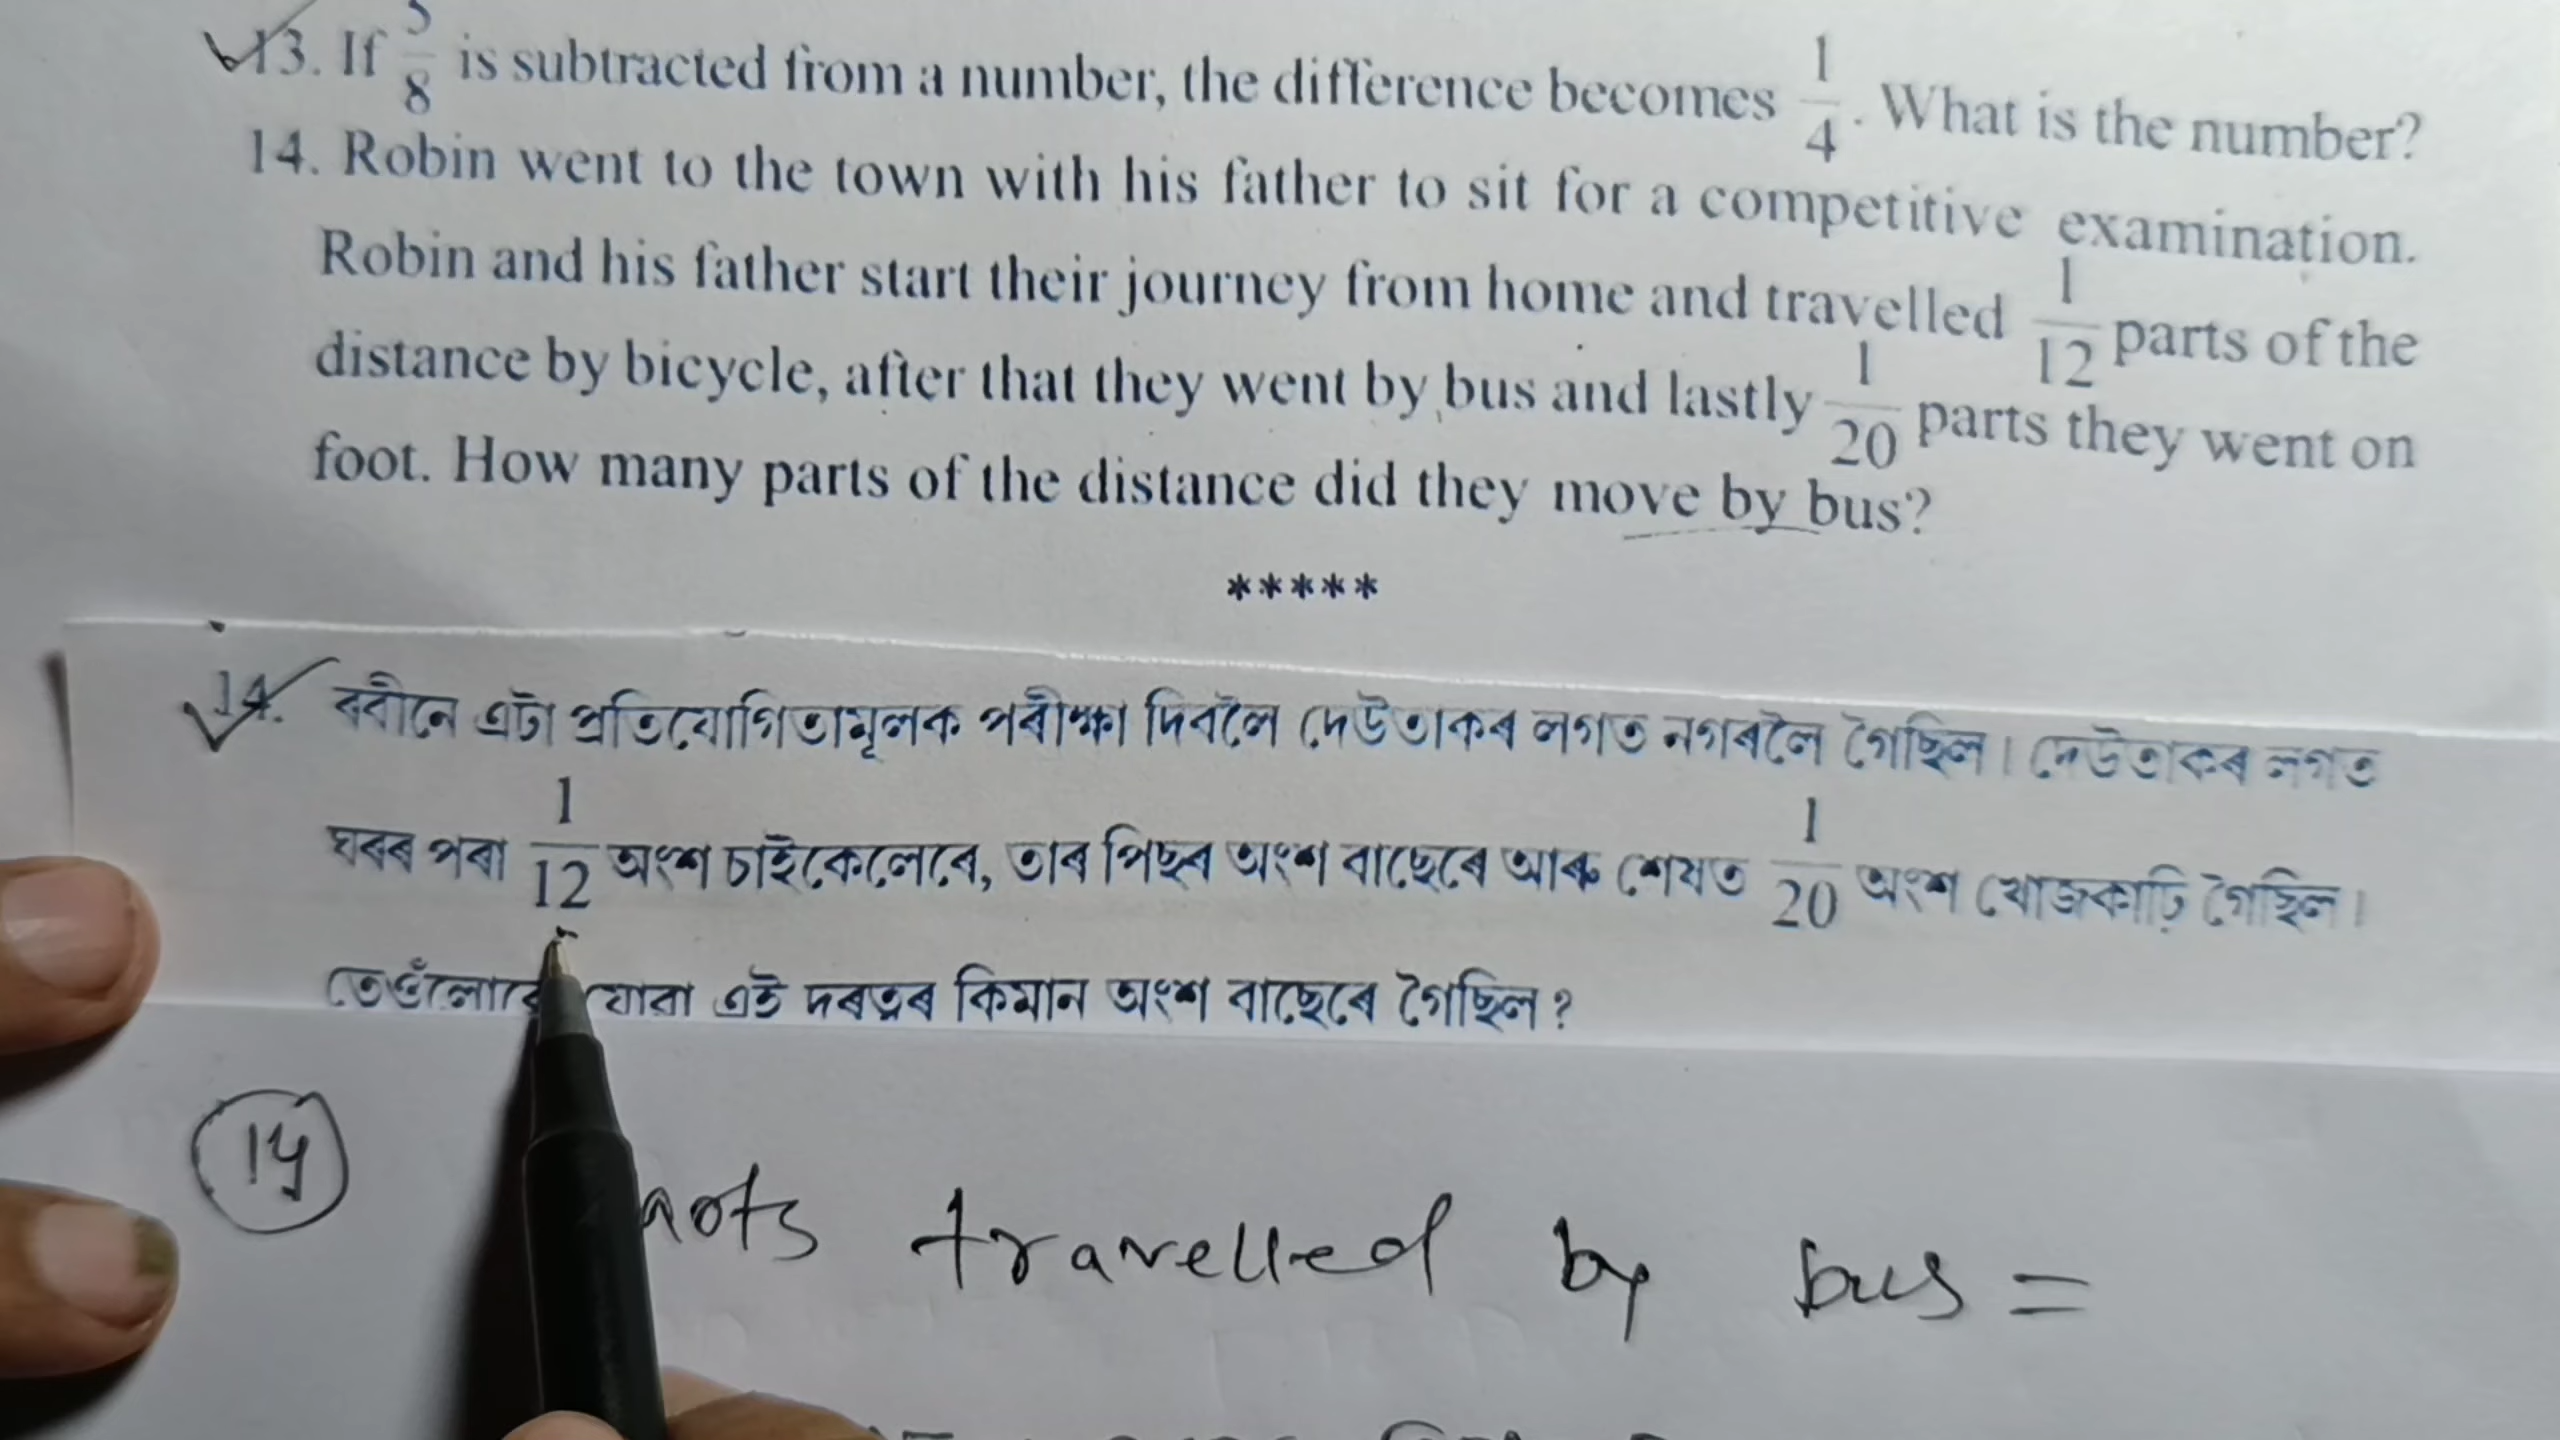 13. If 5/8 is subtracted from a number, the difference becomes 1/4. What is the number?
14. Robin went to the town with his father to sit for a competitive examination.
Robin and his father start their journey from home and travelled 1/12 parts of the
distance by bicycle, after that they went by bus and lastly 1/20 parts they went on
foot. How many parts of the distance did they move by bus?
*****
14. ৰবীনে এটা প্ৰতিযোগিতামূলক পৰীক্ষা দিবলৈ দেউতাকৰ লগত নগৰলৈ গৈছিল। দেউতাকৰ লগত
ঘৰৰ পৰা 1/12 অংশ চাইকেলেৰে, তাৰ পিছৰ অংশ বাছেৰে আৰু শেষত 1/20 অংশ খোজকাঢ়ি গৈছিল।
যোৱা এই দূৰত্বৰ কিমান অংশ বাছেৰে গৈছিল?
14 travelled by bus =